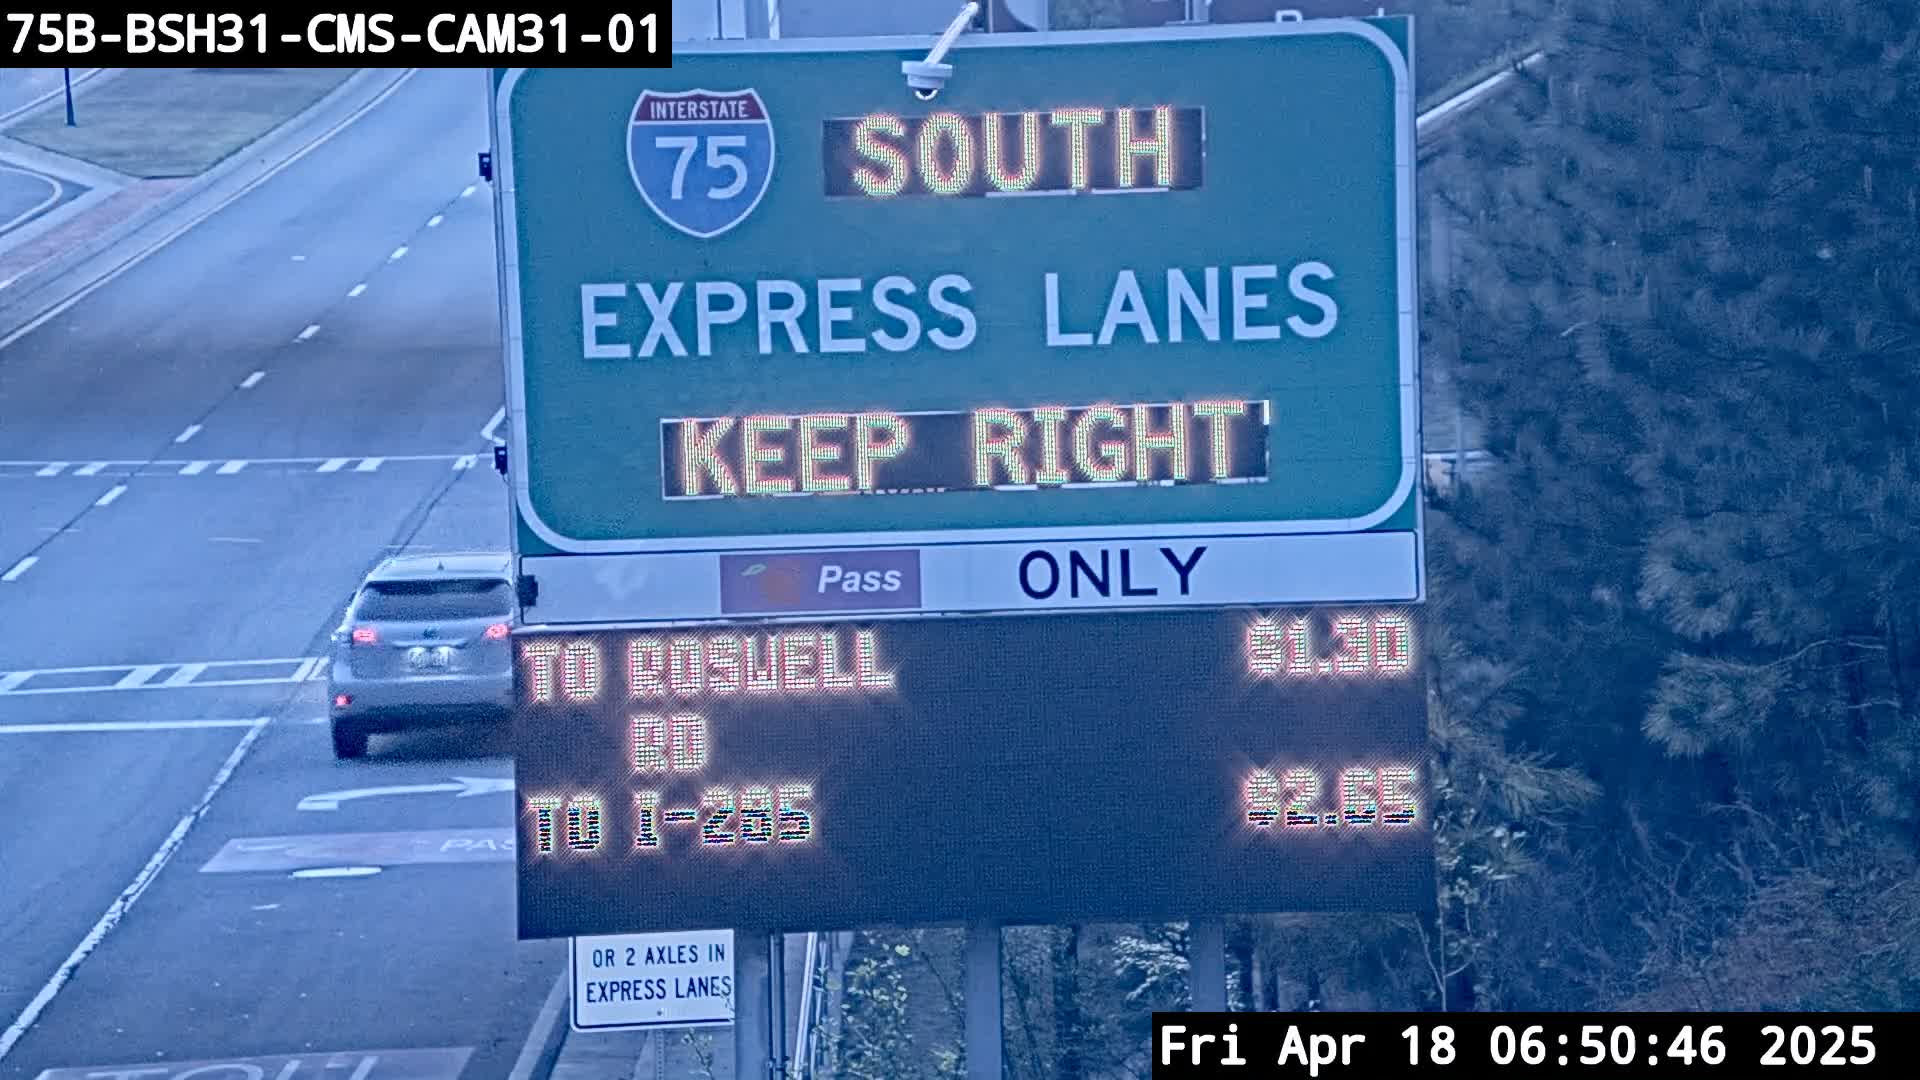 75B-BSH31-CMS-CAM31-01
INTERSTATE
75
SOUTH
EXPRESS LANES
KEEP RIGHT
Pass ONLY
TO ROSWELL $1.30
RD
TO I-285 $2.65
OR 2 AXLES IN
EXPRESS LANES
Fri Apr 18 06:50:46 2025